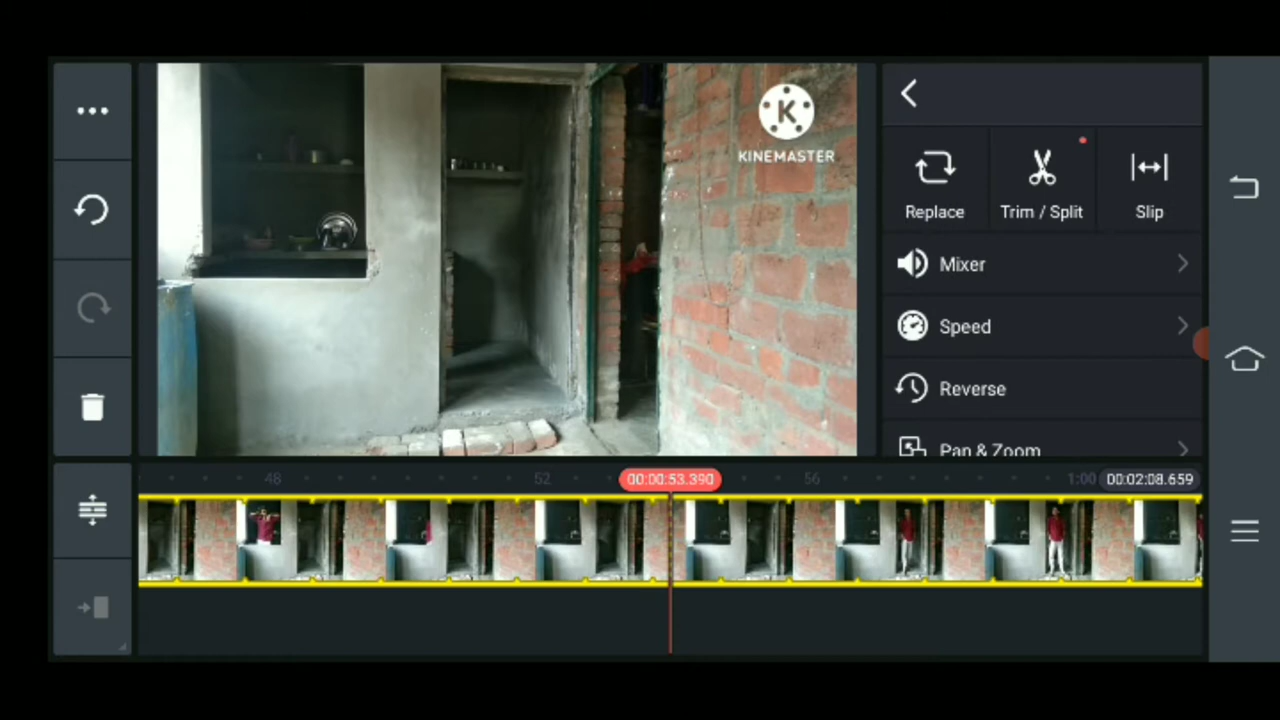 KINEMASTER
Replace
Trim / Split
Slip
Mixer
Speed
Reverse
Pan & Zoom
48
52
00:00:53.390
56
1:00
00:02:08.659